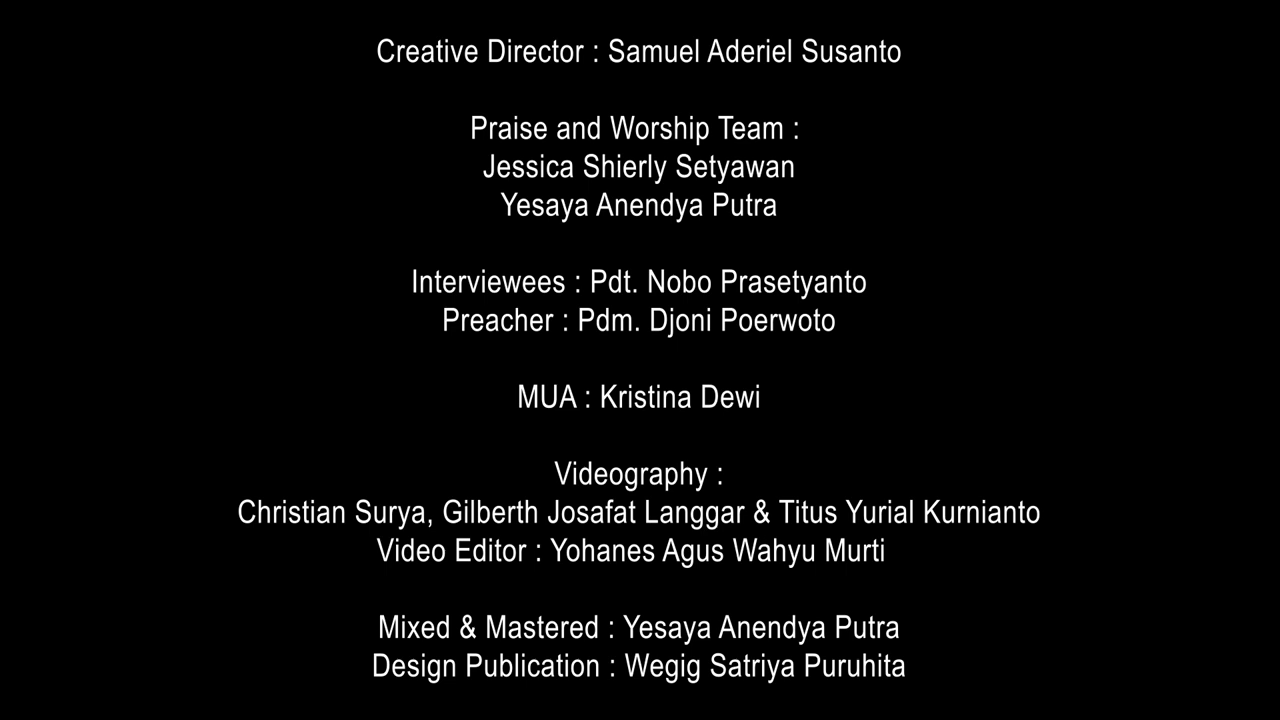 Creative Director : Samuel Aderiel Susanto
Praise and Worship Team :
Jessica Shierly Setyawan
Yesaya Anendya Putra
Interviewees : Pdt. Nobo Prasetyanto
Preacher : Pdm. Djoni Poerwoto
MUA : Kristina Dewi
Videography :
Christian Surya, Gilberth Josafat Langgar & Titus Yurial Kurnianto
Video Editor : Yohanes Agus Wahyu Murti
Mixed & Mastered : Yesaya Anendya Putra
Design Publication : Wegig Satriya Puruhita